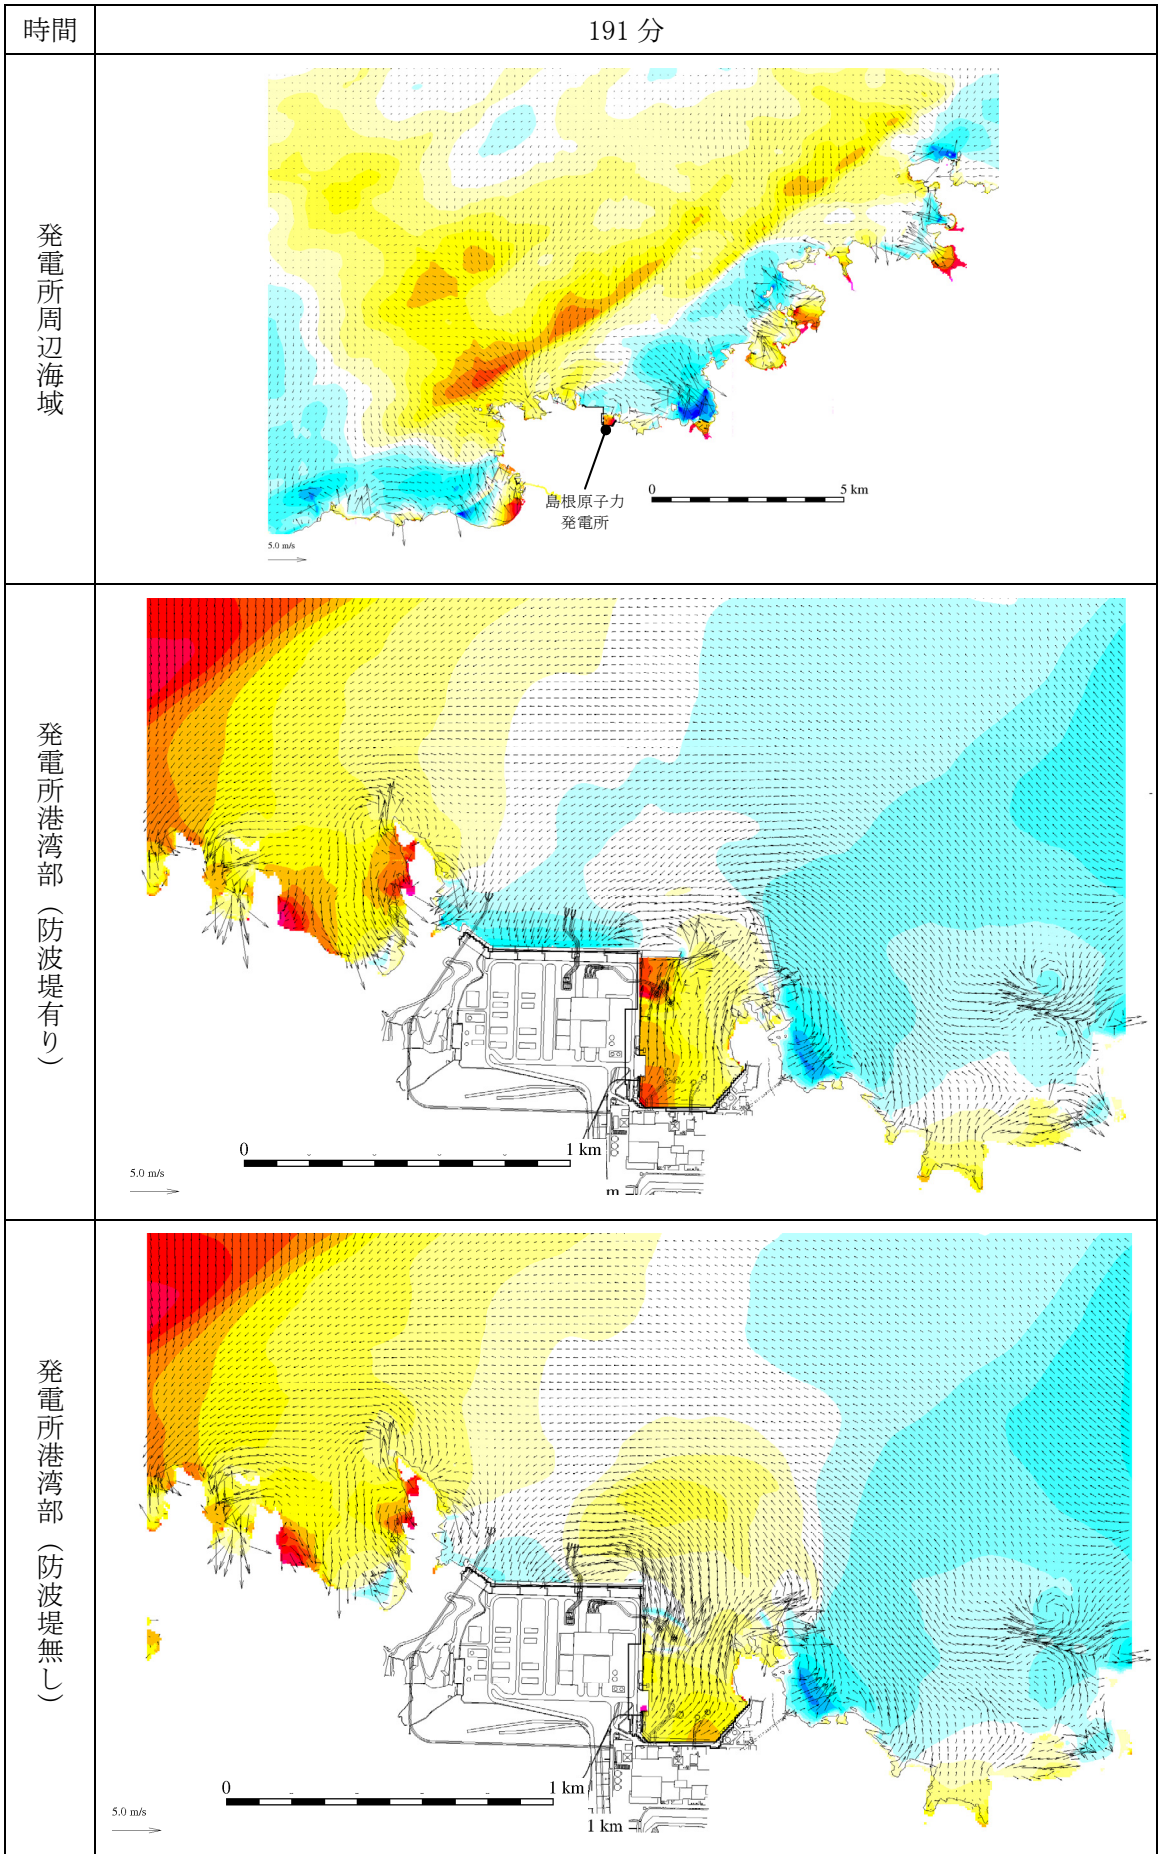 時間
191 分
発電所周辺海域
島根原子力
発電所
0
5 km
5.0 m/s
発電所港湾部（防波堤有り）
0
1 km
5.0 m/s
m
発電所港湾部（防波堤無し）
0
1 km
5.0 m/s
1 km